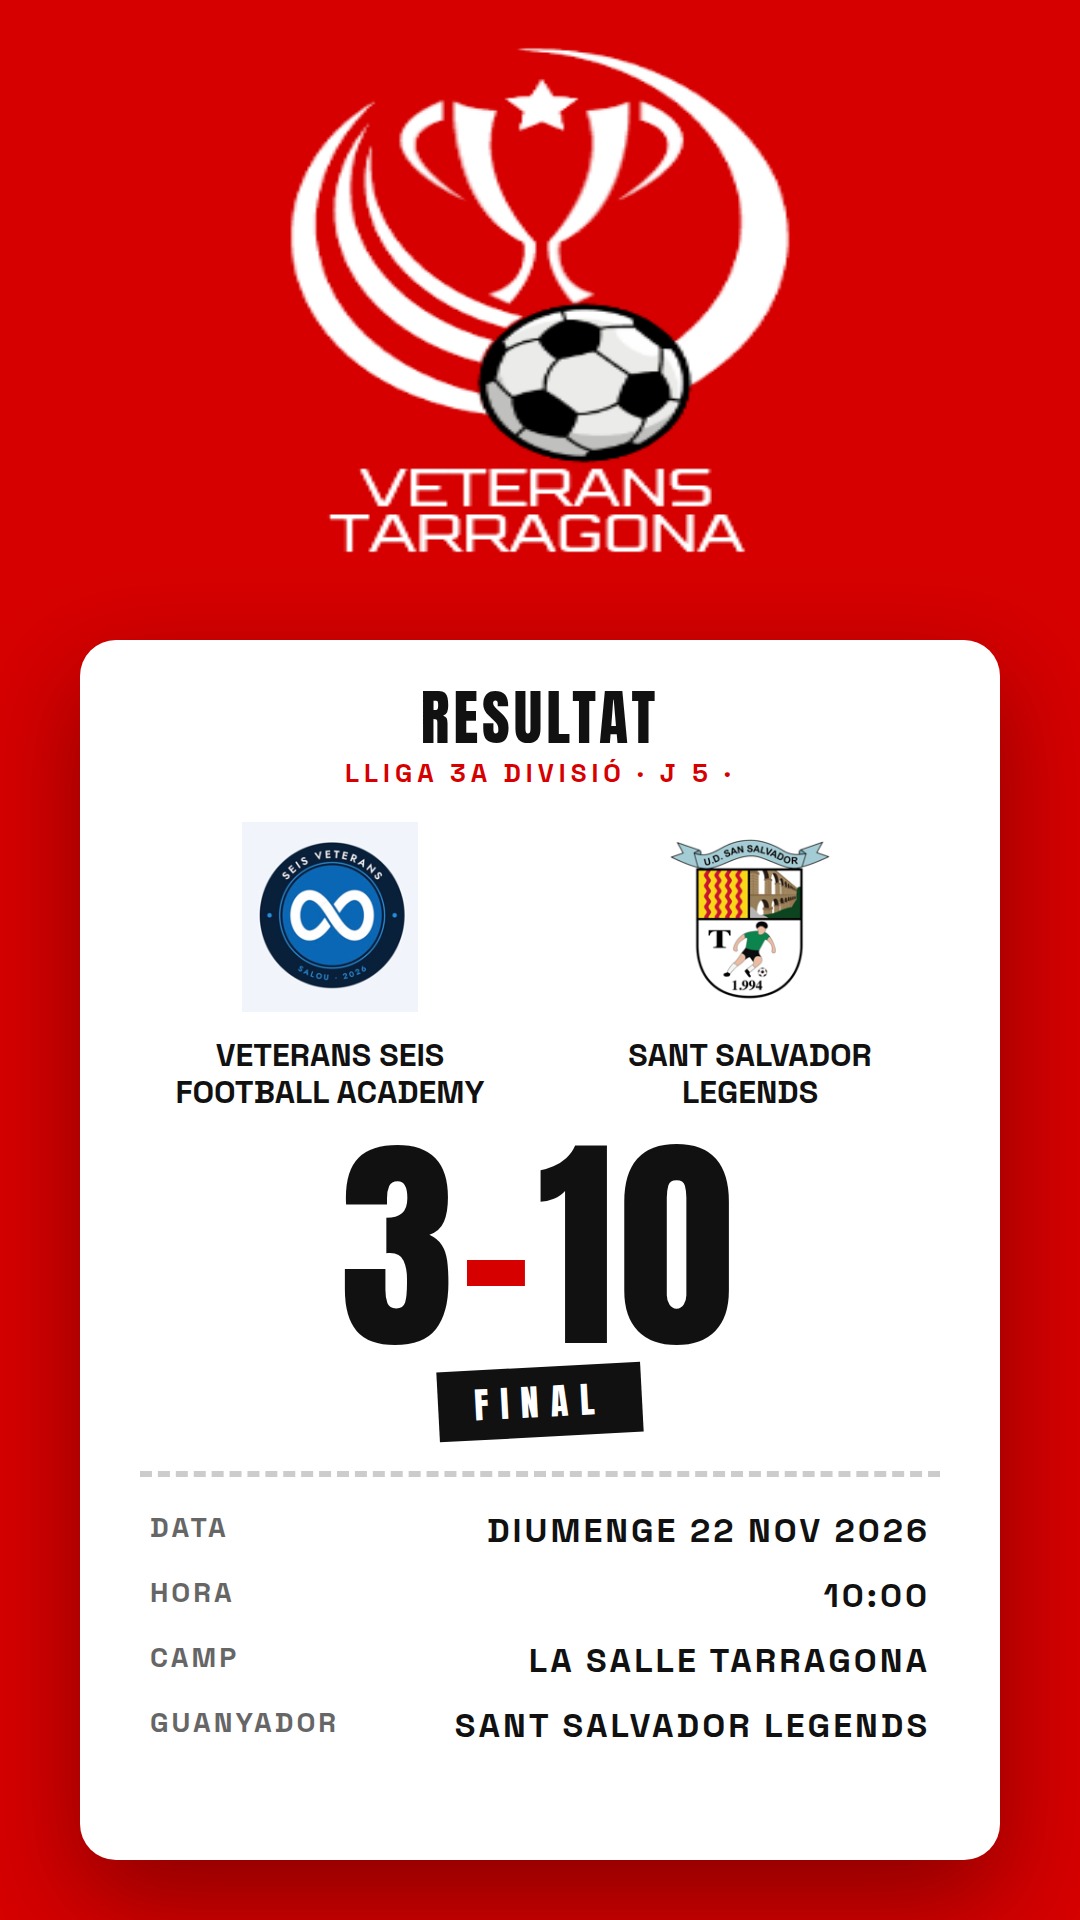 VETERANS
TARRAGONA
RESULTAT
LLIGA 3A DIVISIÓ · J 5 ·
SEIS VETERANS
SALOU · 2026
U.D. SAN SALVADOR
T
1.994
VETERANS SEIS
FOOTBALL ACADEMY
SANT SALVADOR
LEGENDS
3-10
FINAL
DATA DIUMENGE 22 NOV 2026
HORA 10:00
CAMP LA SALLE TARRAGONA
GUANYADOR SANT SALVADOR LEGENDS